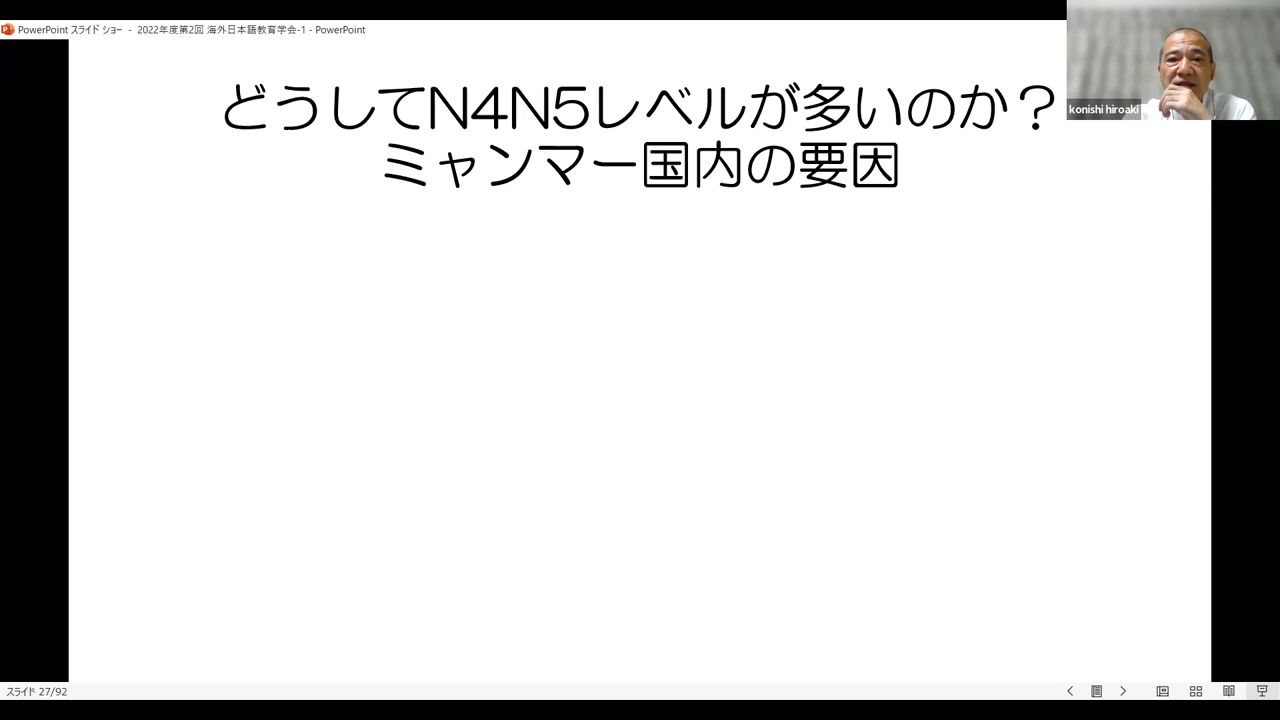 PowerPoint スライド ショー - 2022年度第2回 海外日本語教育学会-1 - PowerPoint
konishi hiroaki
どうしてN4N5レベルが多いのか？
ミャンマー国内の要因
スライド 27/92